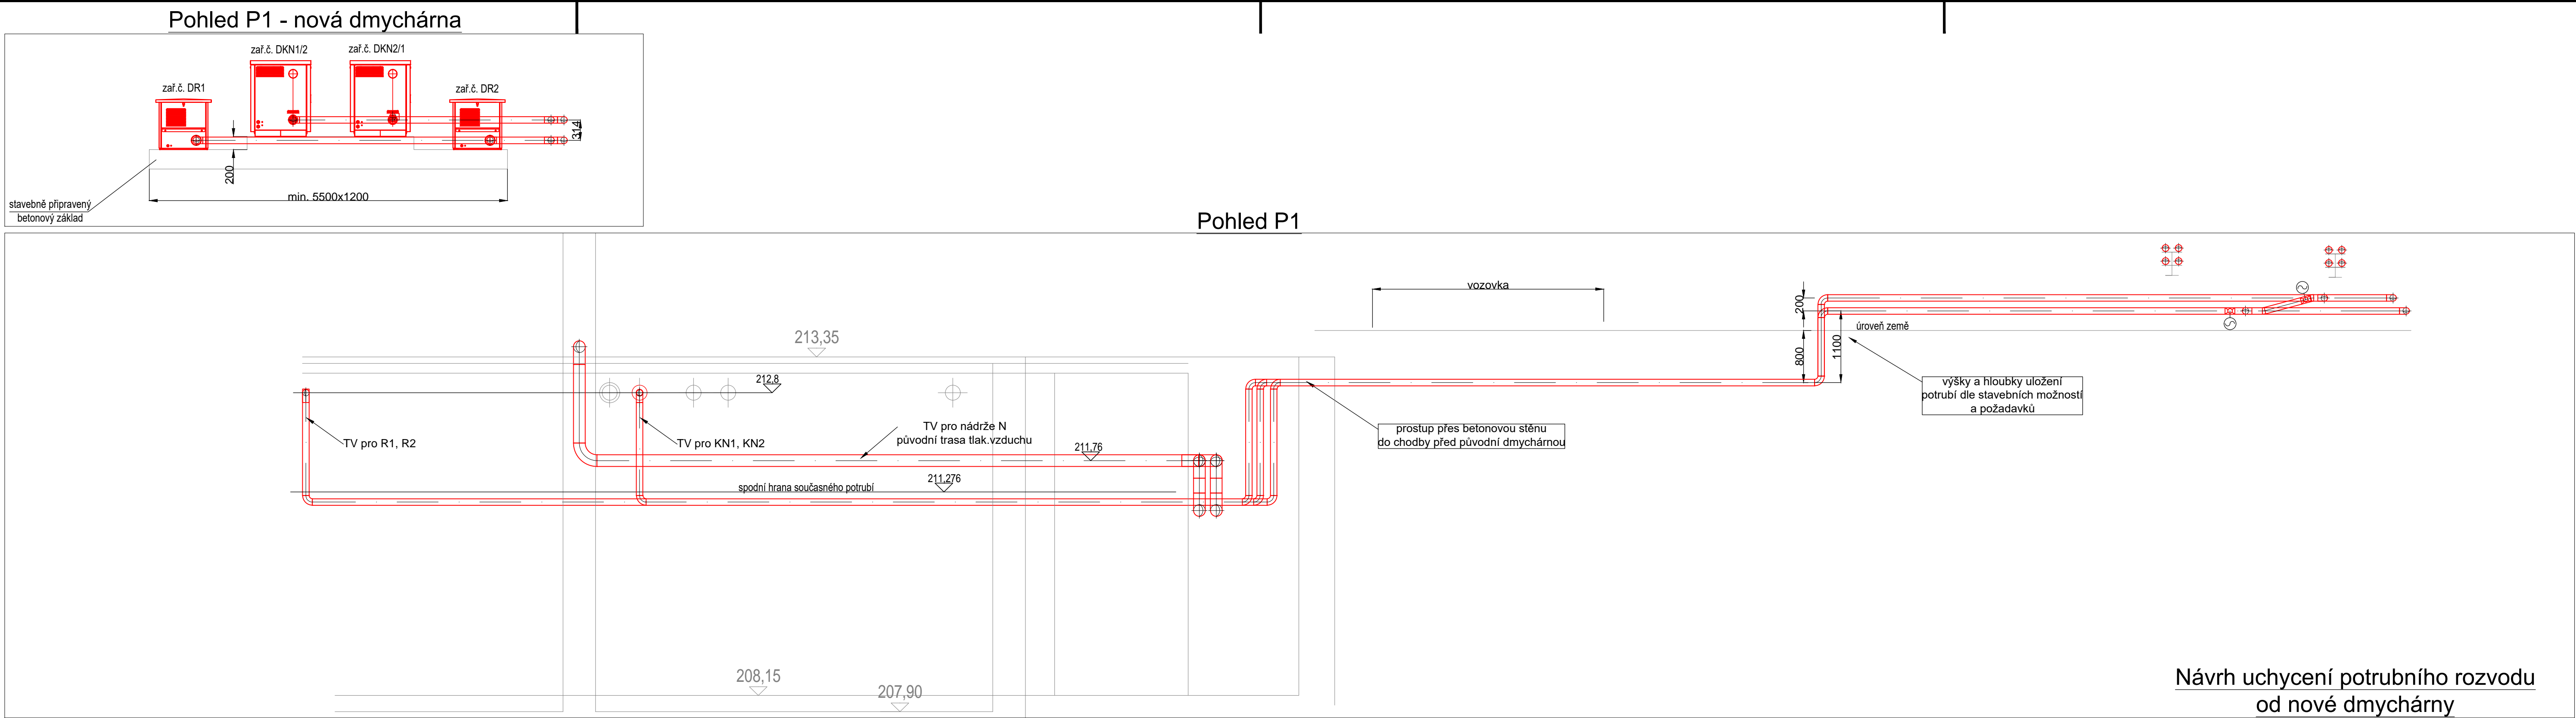 Pohled P1 - nová dmychárna
zař.č. DKN1/2
zař.č. DKN2/1
zař.č. DR1
zař.č. DR2
314
200
min. 5500x1200
stavebně připravený
betonový základ
Pohled P1
vozovka
200
úroveň země
213,35
800
1100
212,8
výšky a hloubky uložení
potrubí dle stavebních možností
a požadavků
TV pro R1, R2
TV pro KN1, KN2
TV pro nádrže N
původní trasa tlak.vzduchu
prostup přes betonovou stěnu
do chodby před původní dmychárnou
211,76
211,276
spodní hrana současného potrubí
208,15
207,90
Návrh uchycení potrubního rozvodu
od nové dmychárny